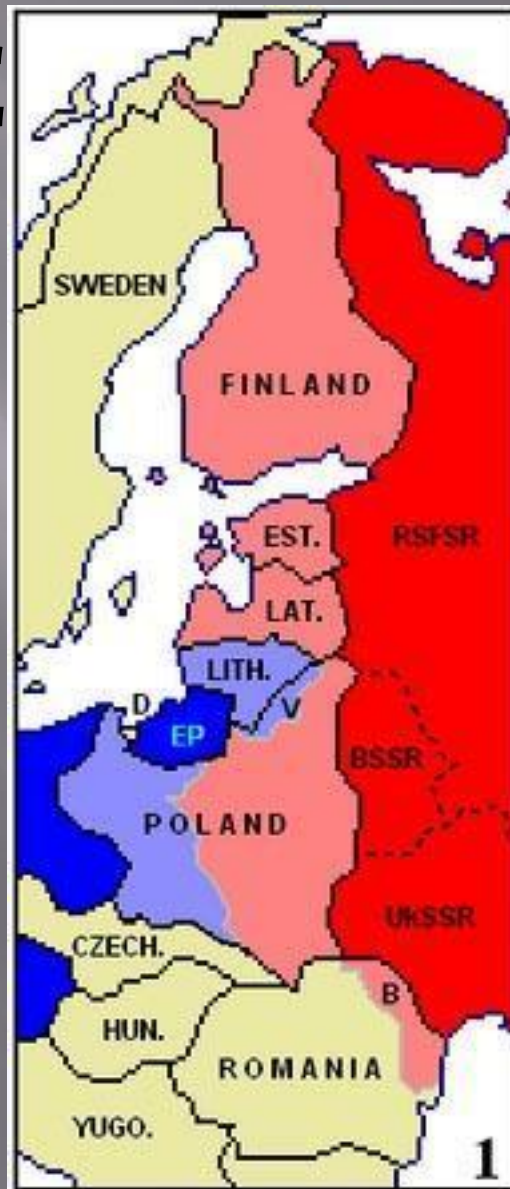 SWEDEN
FINLAND
EST.
RSFSR
LAT.
LITH.
D
V
EP
BSSR
POLAND
UkSSR
CZECH.
B
HUN.
ROMANIA
YUGO.
1